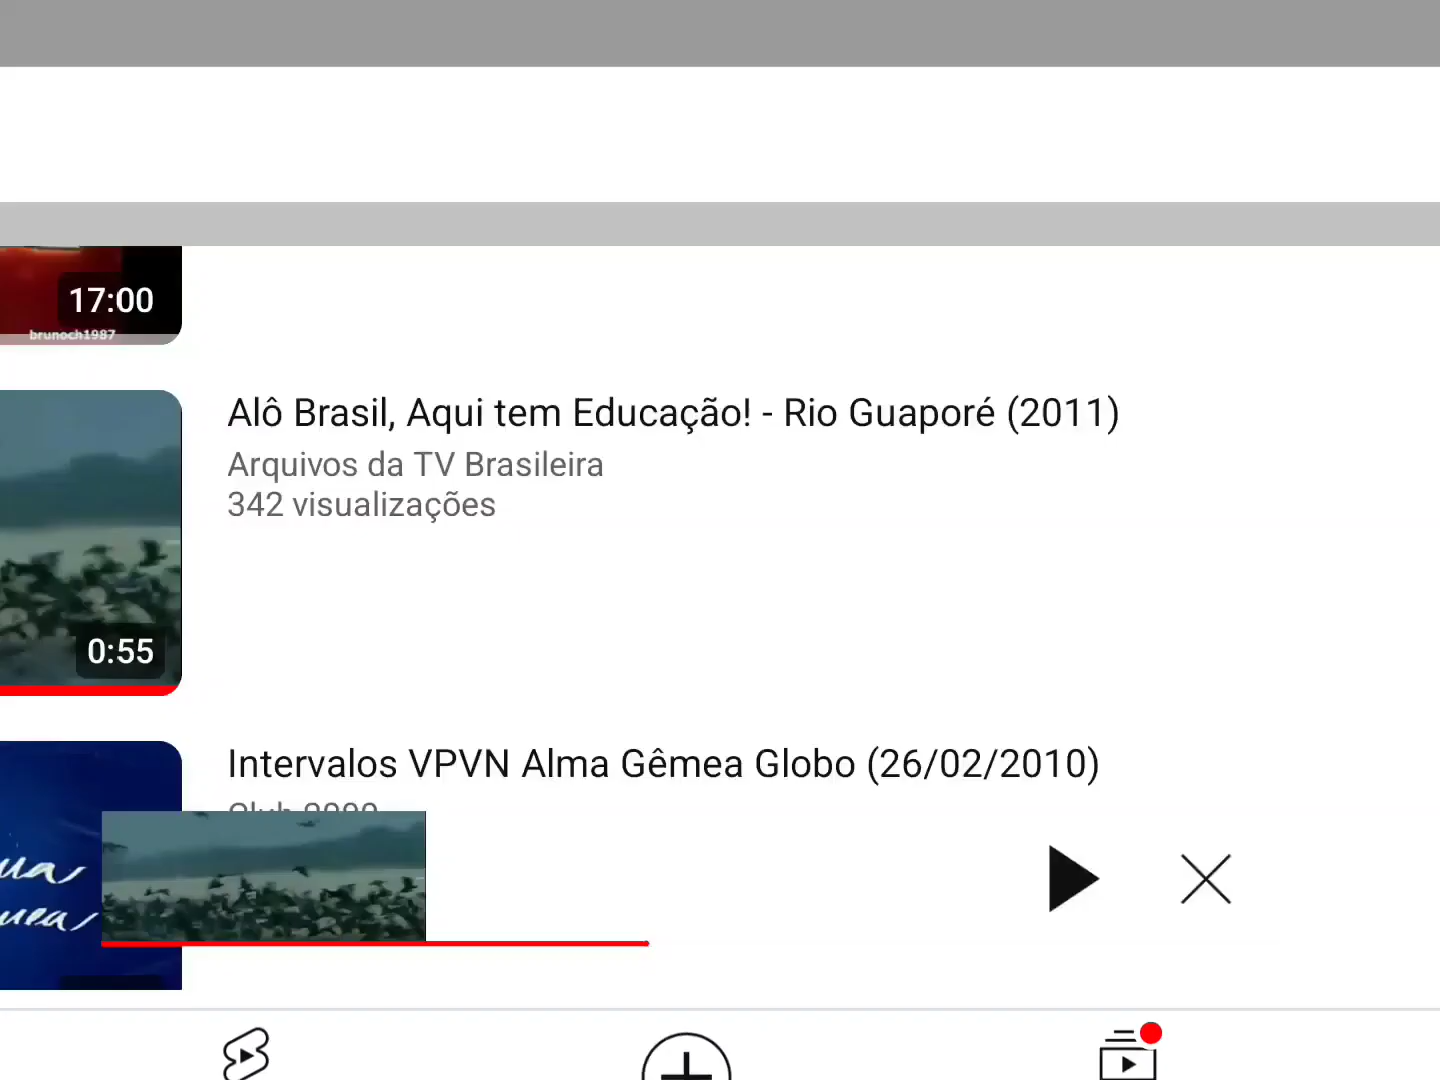 17:00
brunoch1987
Alô Brasil, Aqui tem Educação! - Rio Guaporé (2011)
Arquivos da TV Brasileira
342 visualizações
0:55
Intervalos VPVN Alma Gêmea Globo (26/02/2010)